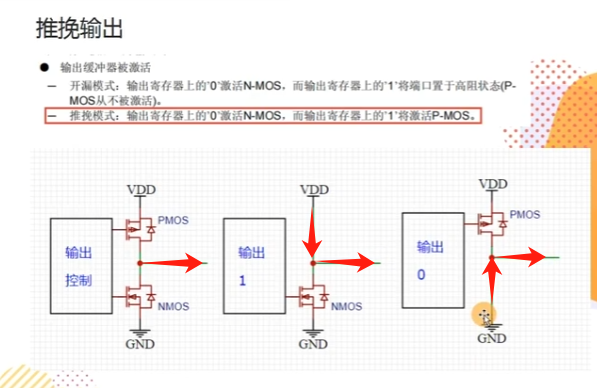 推挽输出
● 输出缓冲器被激活
— 开漏模式：输出寄存器上的"0"激活N-MOS，而输出寄存器上的"1"将端口置于高阻状态(P-
MOS从不被激活)。
— 推挽模式：输出寄存器上的"0"激活N-MOS，而输出寄存器上的"1"将激活P-MOS。
VDD
PMOS
输出
控制
NMOS
GND
VDD
输出
1
NMOS
GND
VDD
PMOS
输出
0
GND